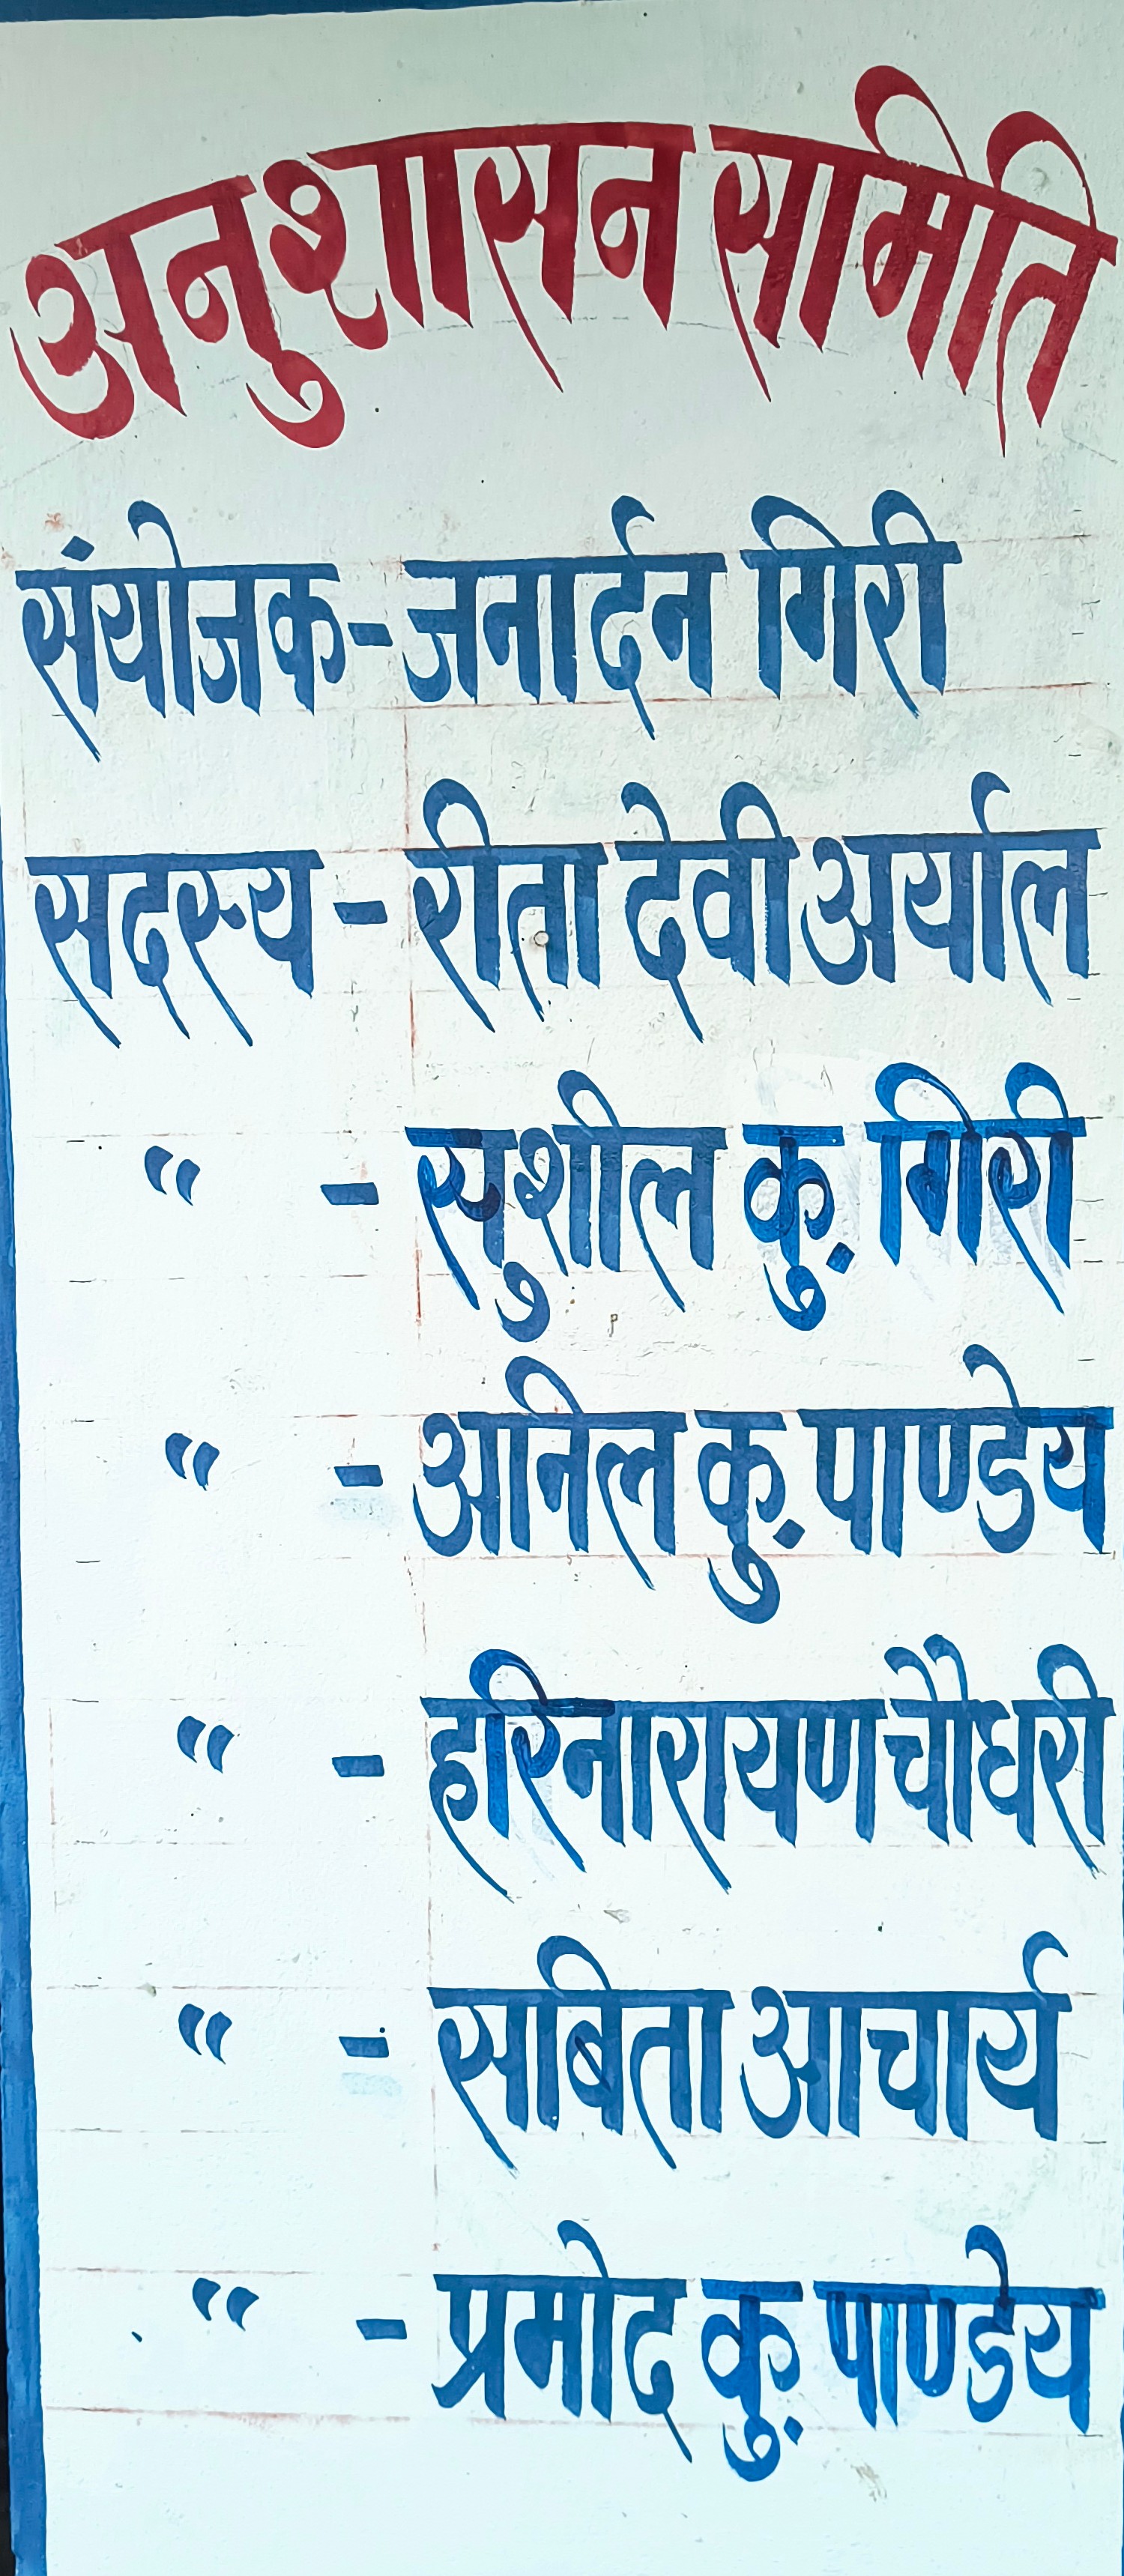 अनुशासन समिति
संयोजक - जनार्दन गिरी
सदस्य - रीता देवी अर्याल
“ - सुशील कु. गिरी
“ - अनिल कु. पाण्डेय
“ - हरिनारायण चौधरी
“ - सबिता आचार्य
“ - प्रमोद कु. पाण्डेय